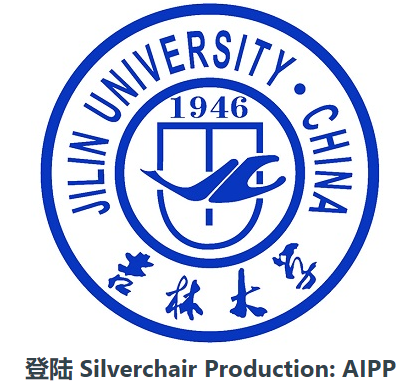 JILIN UNIVERSITY · CHINA
1946
吉林大学
登陆 Silverchair Production: AIPP